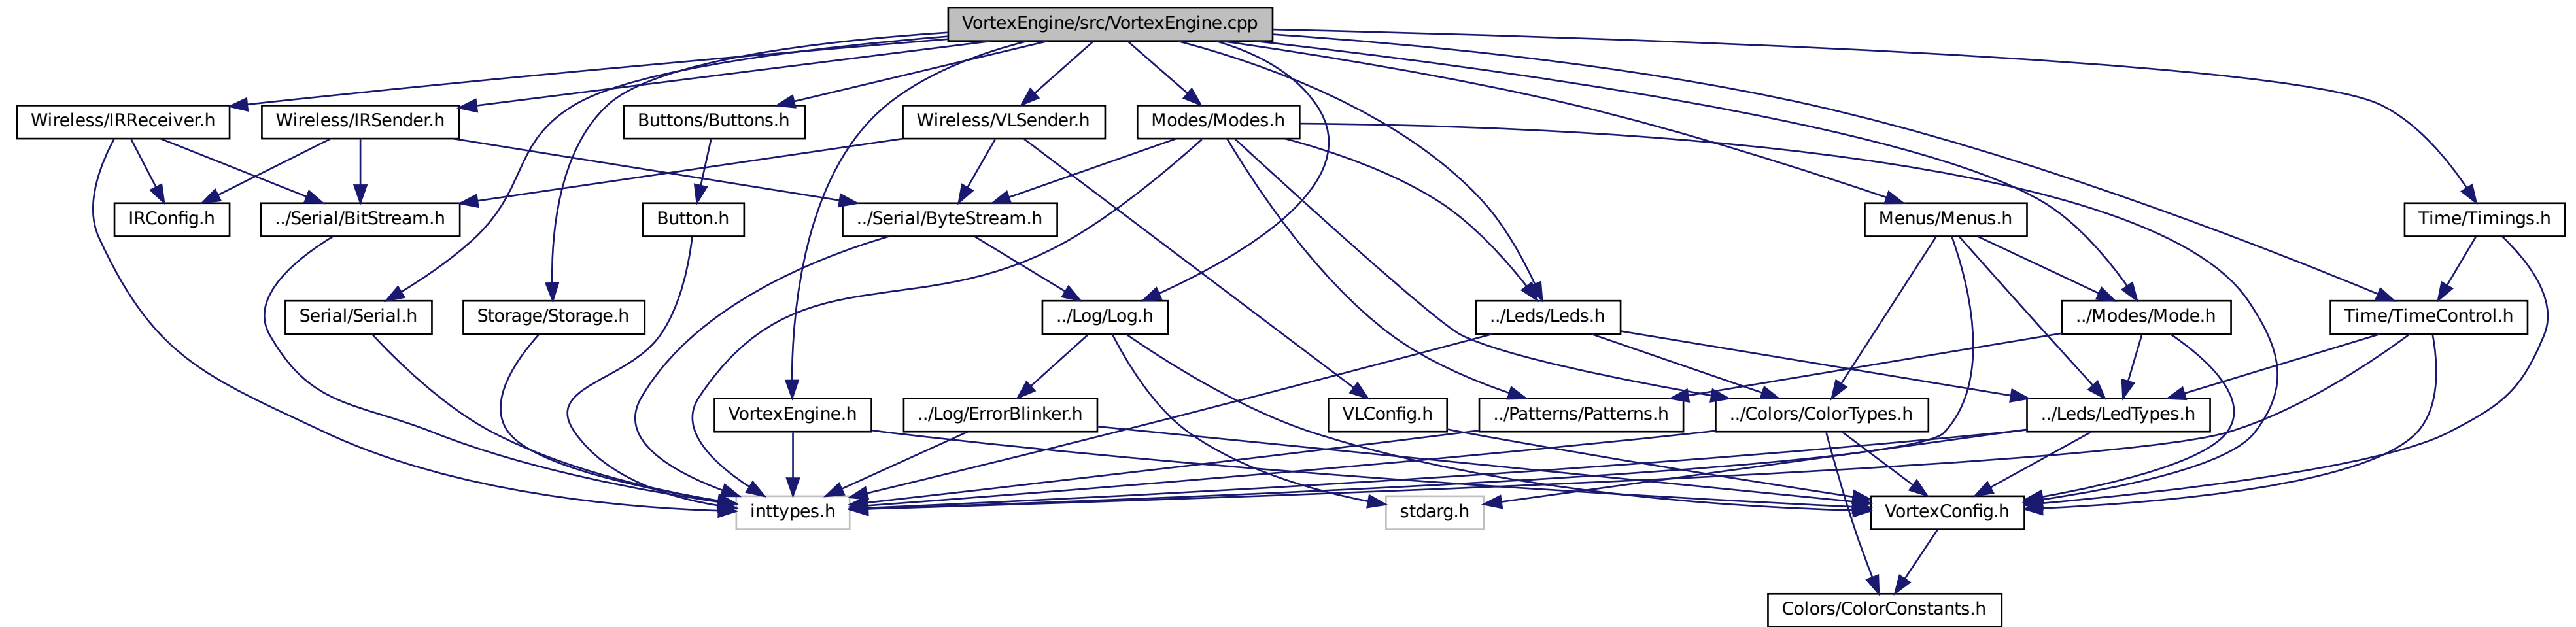 VortexEngine/src/VortexEngine.cpp
Wireless/IRReceiver.h
Wireless/IRSender.h
Buttons/Buttons.h
Wireless/VLSender.h
Modes/Modes.h
IRConfig.h
../Serial/BitStream.h
Button.h
../Serial/ByteStream.h
Menus/Menus.h
Time/Timings.h
Serial/Serial.h
Storage/Storage.h
../Log/Log.h
../Leds/Leds.h
../Modes/Mode.h
Time/TimeControl.h
VortexEngine.h
../Log/ErrorBlinker.h
VLConfig.h
../Patterns/Patterns.h
../Colors/ColorTypes.h
../Leds/LedTypes.h
inttypes.h
stdarg.h
VortexConfig.h
Colors/ColorConstants.h